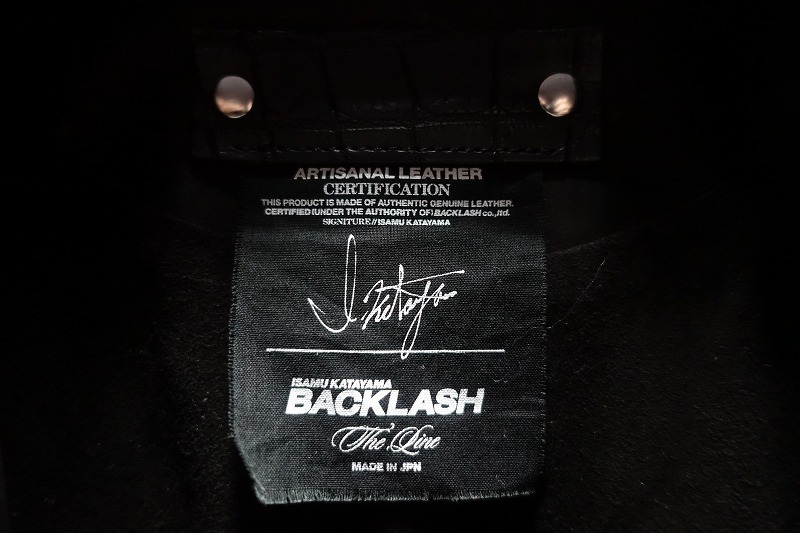 ARTISANAL LEATHER
CERTIFICATION
THIS PRODUCT IS MADE OF AUTHENTIC GENUINE LEATHER.
CERTIFIED (UNDER THE AUTHORITY OF) BACKLASH co.,ltd.
SIGNITURE // ISAMU KATAYAMA
I. Katayama
ISAMU KATAYAMA
BACKLASH
The Line
MADE IN JPN